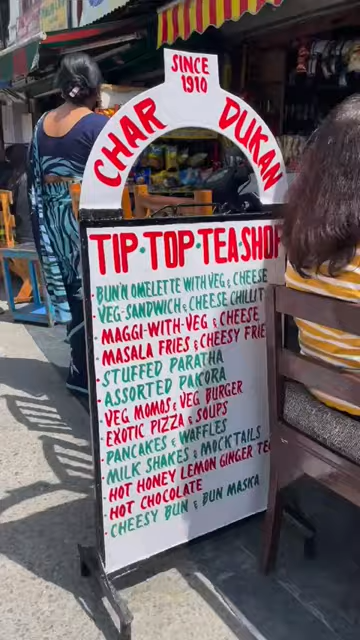 SINCE
1910
CHAR DUKAN
TIP·TOP·TEA·SHOP
·BUN'N OMELETTE WITH VEG & CHEESE
·VEG-SANDWICH & CHEESE CHILLI T
·MAGGI-WITH-VEG & CHEESE
·MASALA FRIES & CHEESY FRIE
·STUFFED PARATHA
·ASSORTED PAKORA
·VEG MOMOS & VEG BURGER
·EXOTIC PIZZA & SOUPS
·PANCAKES & WAFFLES
·MILK SHAKES & MOCKTAILS
·HOT HONEY LEMON GINGER TE
·HOT CHOCOLATE
·CHEESY BUN & BUN MASKA